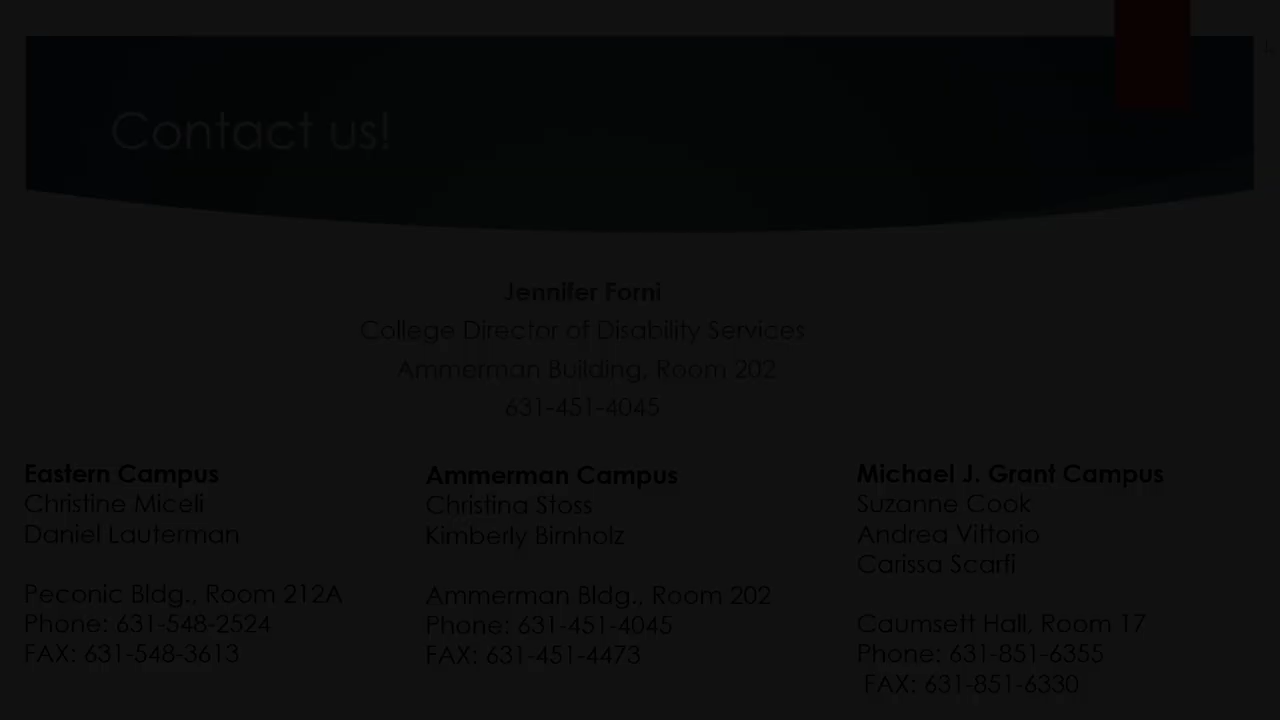 Contact us!
Jennifer Forni
College Director of Disability Services
Ammerman Building, Room 202
631-451-4045
Eastern Campus
Christine Miceli
Daniel Lauterman
Peconic Bldg., Room 212A
Phone: 631-548-2524
FAX: 631-548-3613
Ammerman Campus
Christina Stoss
Kimberly Birnholz
Ammerman Bldg., Room 202
Phone: 631-451-4045
FAX: 631-451-4473
Michael J. Grant Campus
Suzanne Cook
Andrea Vittorio
Carissa Scarfi
Caumsett Hall, Room 17
Phone: 631-851-6355
FAX: 631-851-6330